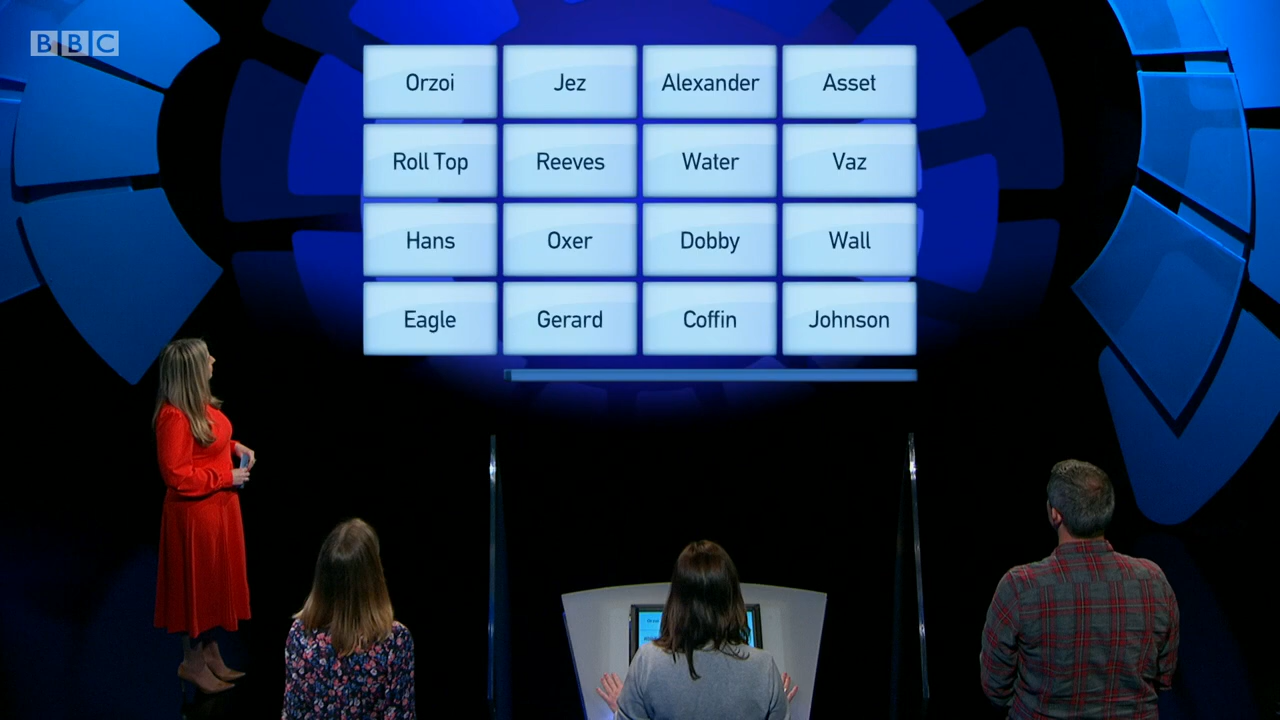 BBC
Orzoi Jez Alexander Asset
Roll Top Reeves Water Vaz
Hans Oxer Dobby Wall
Eagle Gerard Coffin Johnson